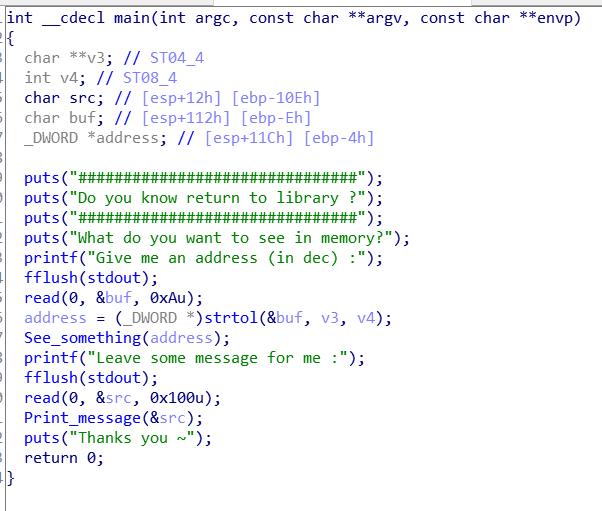 int __cdecl main(int argc, const char **argv, const char **envp)
{
  char **v3; // ST04_4
  int v4; // ST08_4
  char src; // [esp+12h] [ebp-10Eh]
  char buf; // [esp+112h] [ebp-Eh]
  _DWORD *address; // [esp+11Ch] [ebp-4h]

  puts("###############################");
  puts("Do you know return to library ?");
  puts("###############################");
  puts("What do you want to see in memory?");
  printf("Give me an address (in dec) :");
  fflush(stdout);
  read(0, &buf, 0xAu);
  address = (_DWORD *)strtol(&buf, v3, v4);
  See_something(address);
  printf("Leave some message for me :");
  fflush(stdout);
  read(0, &src, 0x100u);
  Print_message(&src);
  puts("Thanks you ~");
  return 0;
}